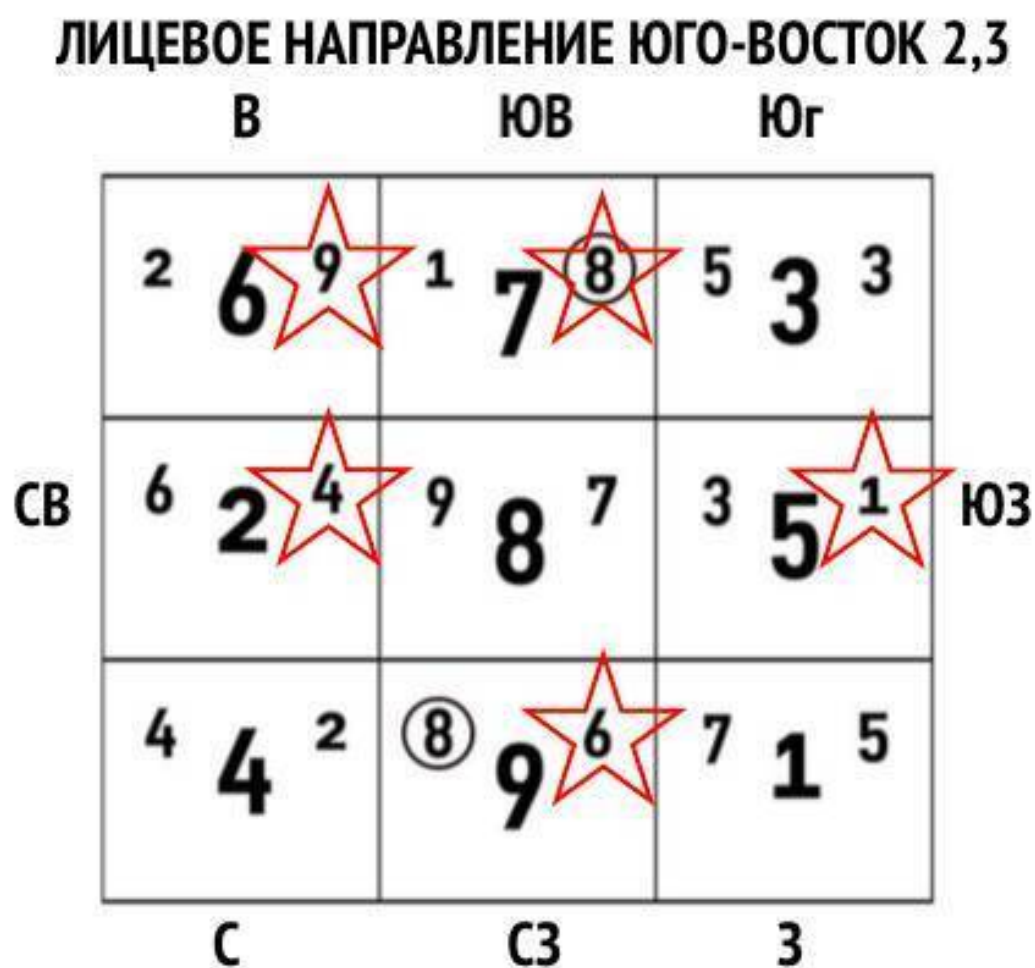 ЛИЦЕВОЕ НАПРАВЛЕНИЕ ЮГО-ВОСТОК 2,3
В ЮВ Юг
2 6 9 1 7 8 5 3 3
СВ 6 2 4 9 8 7 3 5 1 ЮЗ
4 4 2 8 9 6 7 1 5
С СЗ З